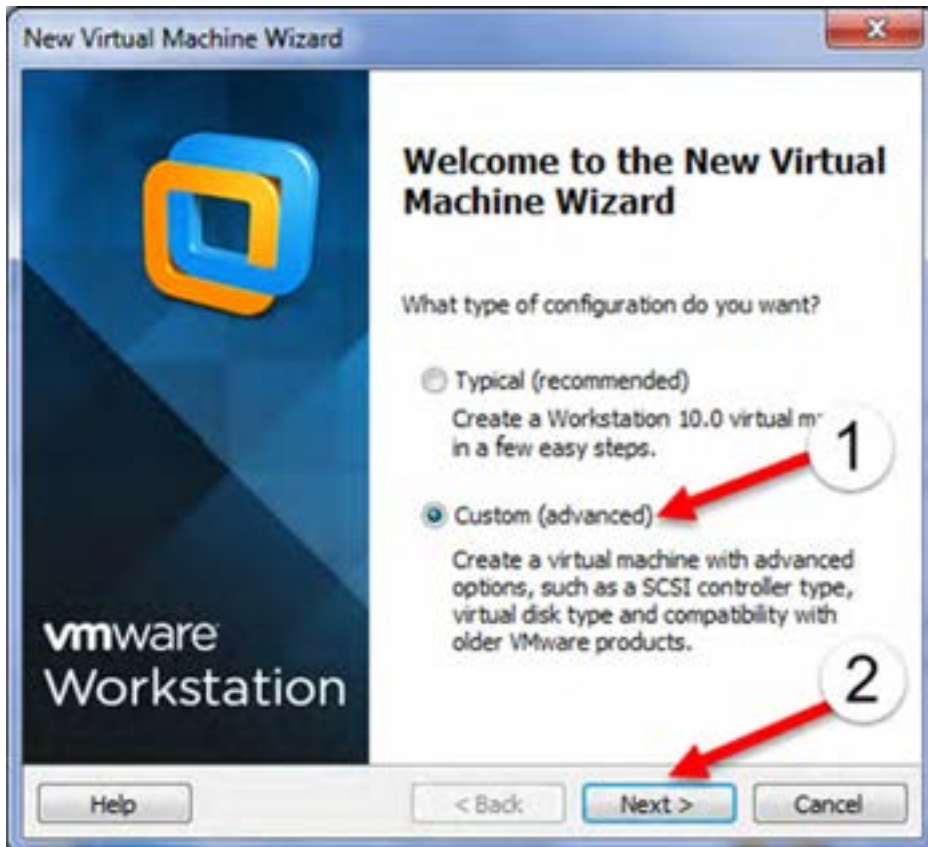 New Virtual Machine Wizard
Welcome to the New Virtual
Machine Wizard
What type of configuration do you want?
Typical (recommended)
Create a Workstation 10.0 virtual
in a few easy steps.
1
Custom (advanced)
Create a virtual machine with advanced
options, such as a SCSI controller type,
virtual disk type and compatibility with
older VMware products.
2
vmware
Workstation
Help
< Back
Next >
Cancel